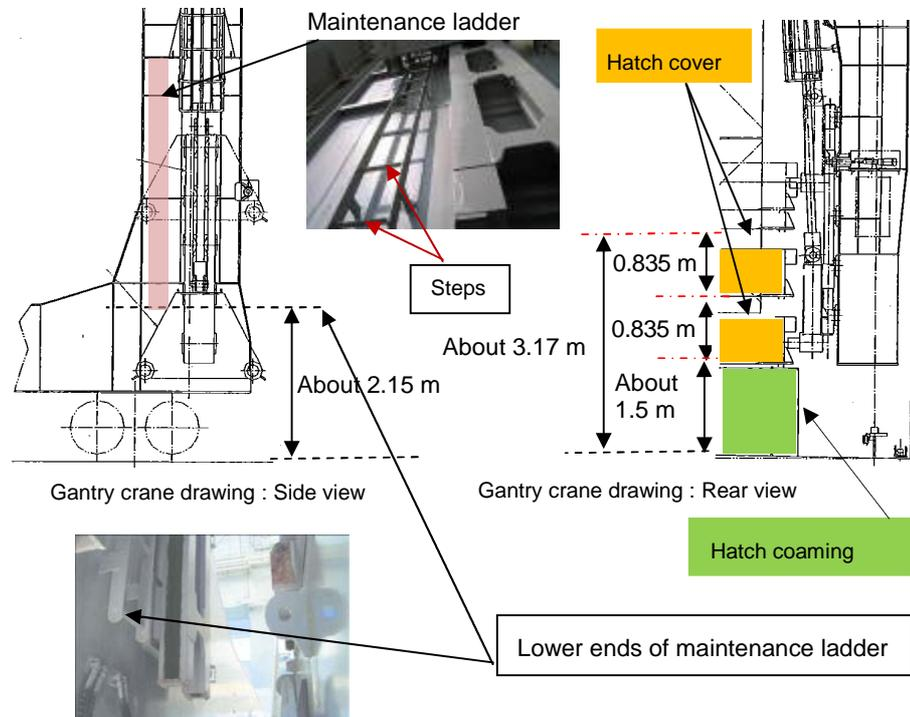 Maintenance ladder
Hatch cover
Steps
0.835 m
0.835 m
About 3.17 m
About
1.5 m
About 2.15 m
Gantry crane drawing : Side view
Gantry crane drawing : Rear view
Hatch coaming
Lower ends of maintenance ladder